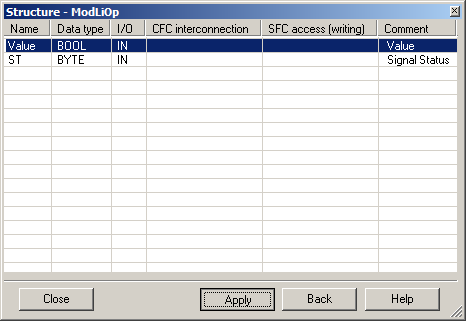 Structure - ModLiOp
Name Data type I/O CFC interconnection SFC access (writing) Comment
Value BOOL IN Value
ST BYTE IN Signal Status
Close Apply Back Help